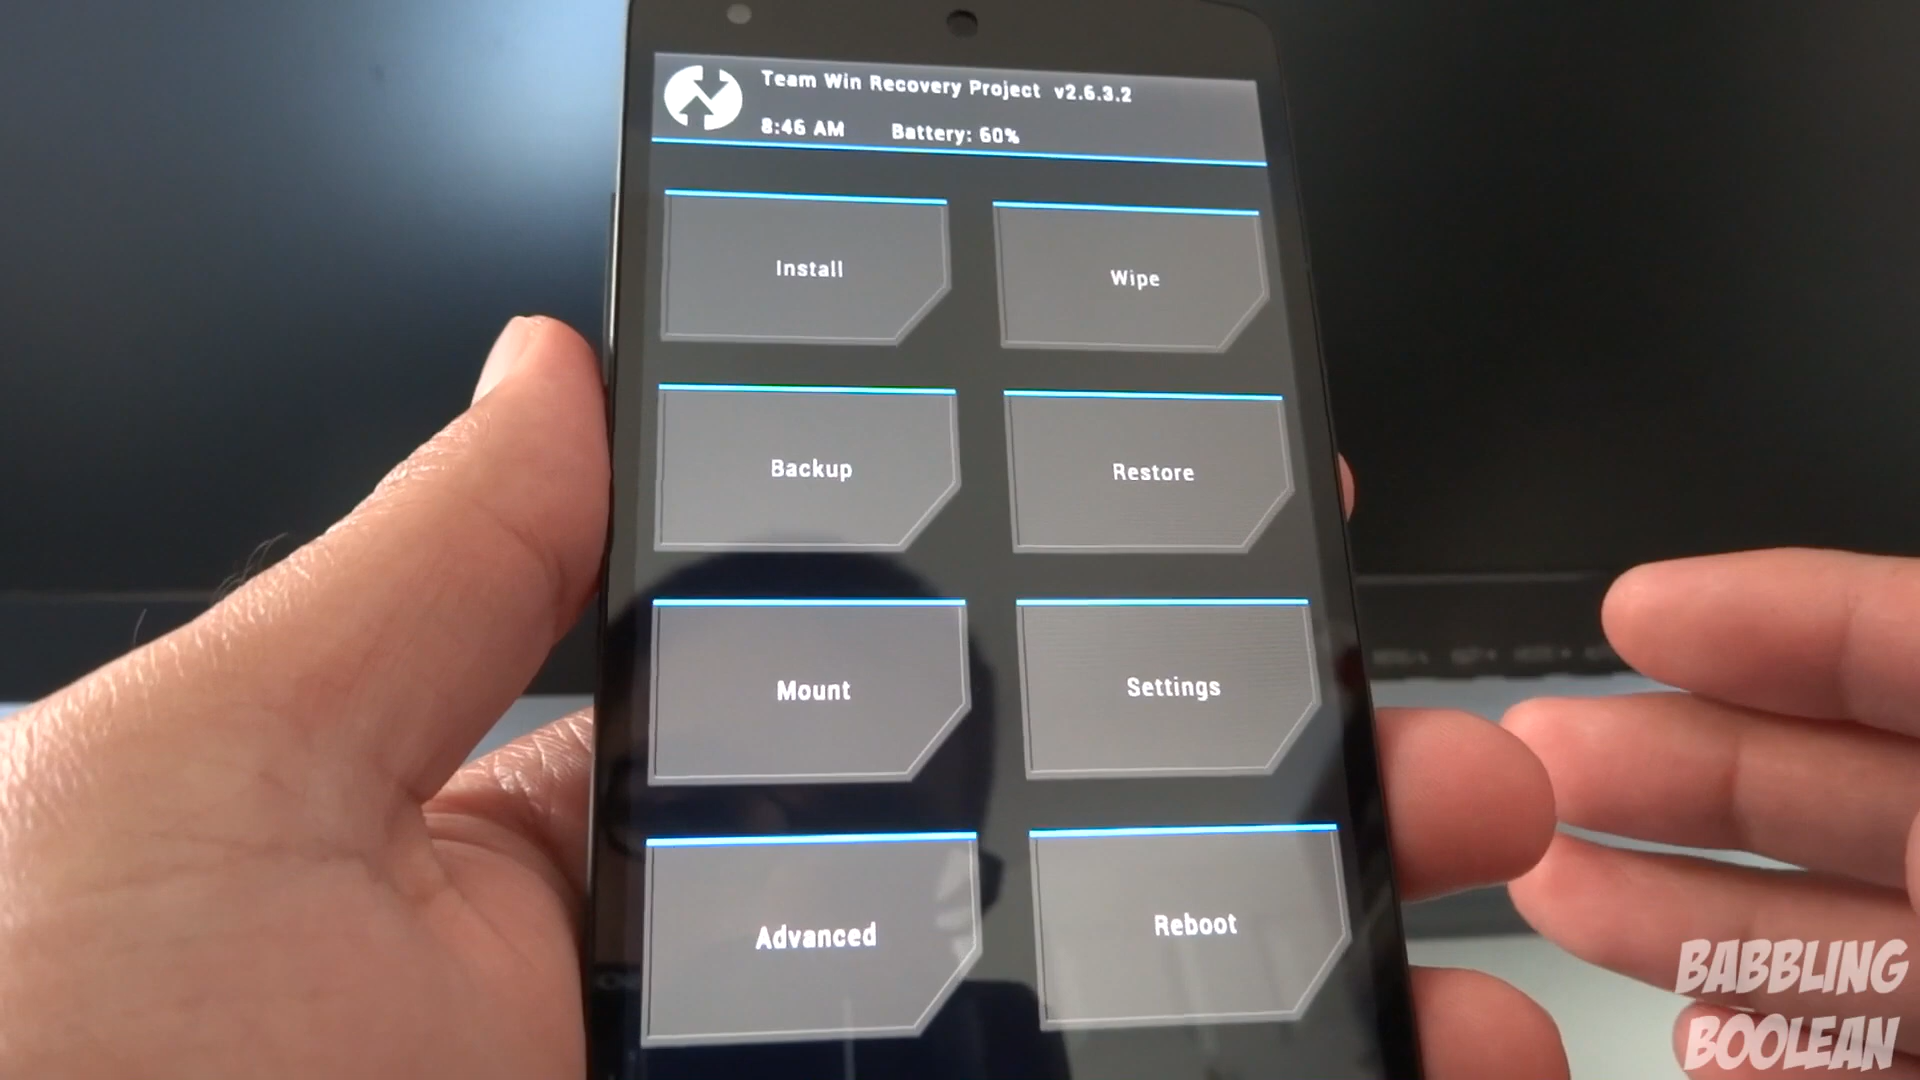 Team Win Recovery Project v2.6.3.2
8:46 AM Battery: 60%
Install
Wipe
Backup
Restore
Mount
Settings
Advanced
Reboot
BABBLING
BOOLEAN